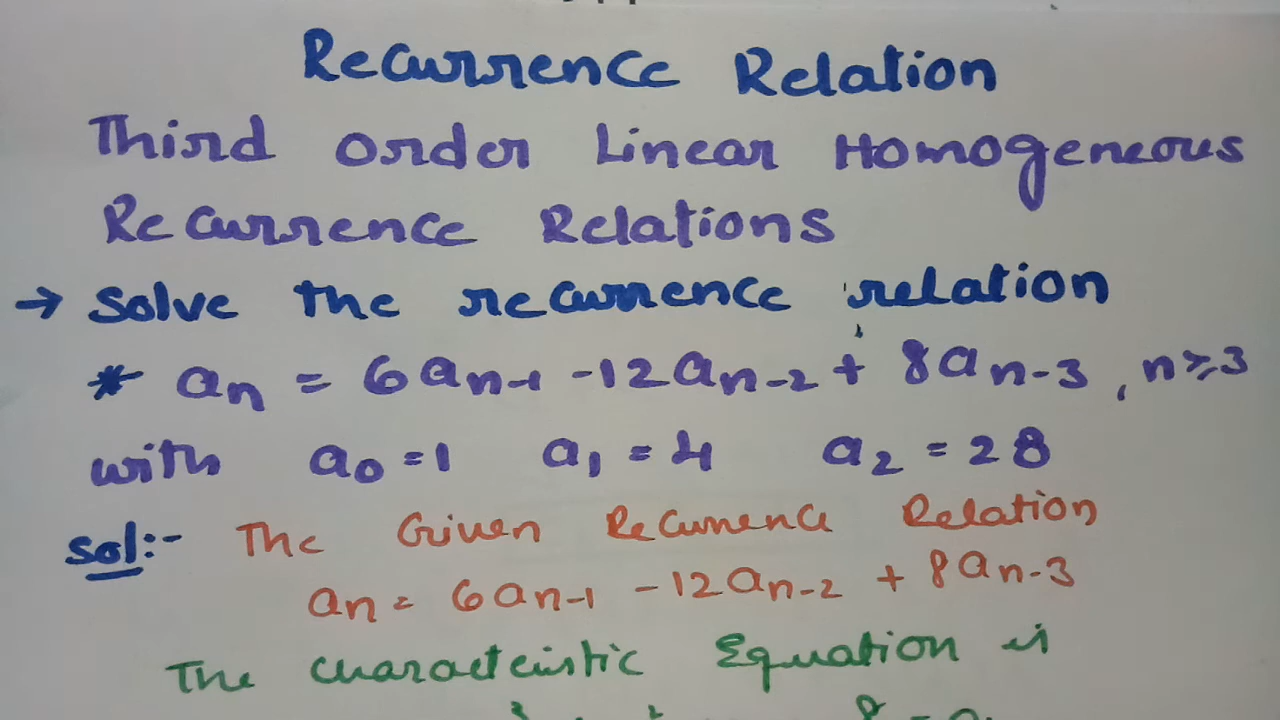 Recurrence Relation
Third Order Linear Homogeneous
Recurrence Relations
→ Solve the recurrence relation
* aₙ = 6aₙ₋₁ -12aₙ₋₂ + 8aₙ₋₃ , n≥3
with a₀=1 a₁=4 a₂=28
Sol:- The Given Recurrence Relation
aₙ = 6aₙ₋₁ -12aₙ₋₂ + 8aₙ₋₃
The characteristic Equation is